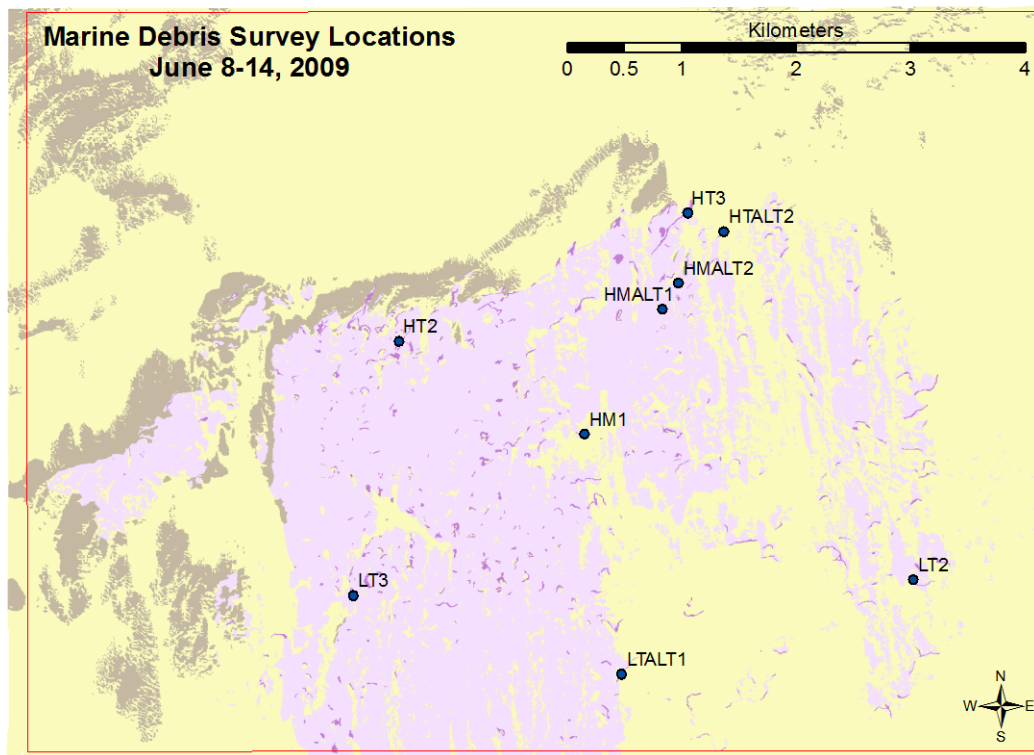 Marine Debris Survey Locations
June 8-14, 2009
Kilometers
0 0.5 1 2 3 4
HT3
HTALT2
HMALT2
HMALT1
HT2
HM1
LT3
LT2
LTALT1
N
W E
S